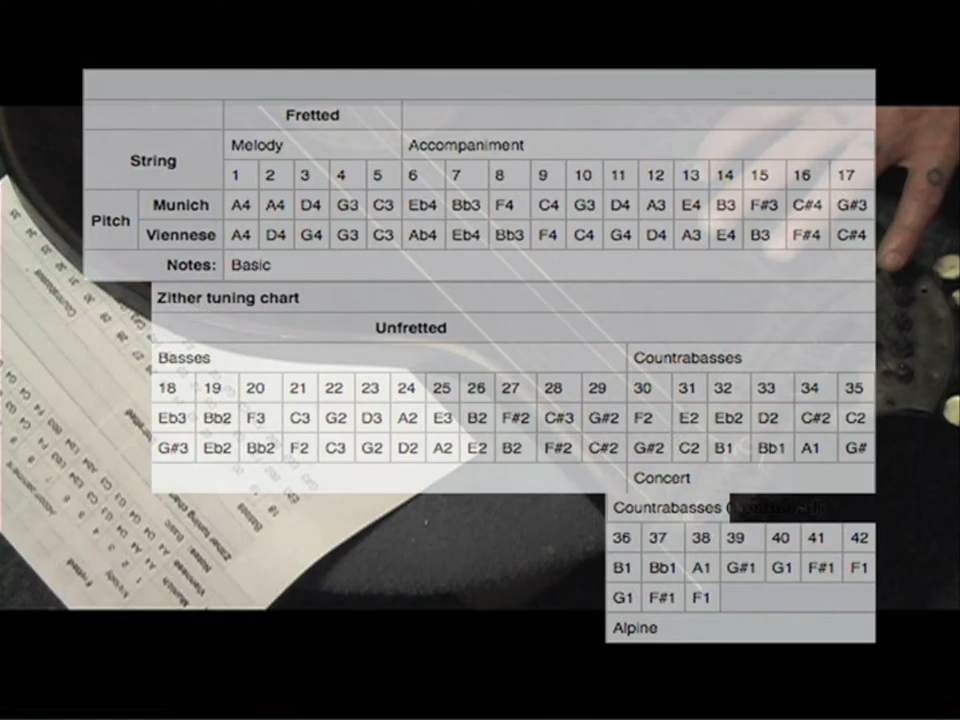 Fretted
String Melody Accompaniment
1 2 3 4 5 6 7 8 9 10 11 12 13 14 15 16 17
Pitch Munich A4 A4 D4 G3 C3 Eb4 Bb3 F4 C4 G3 D4 A3 E4 B3 F#3 C#4 G#3
Viennese A4 D4 G4 G3 C3 Ab4 Eb4 Bb3 F4 C4 G4 D4 A3 E4 B3 F#4 C#4
Notes: Basic
Zither tuning chart
Unfretted
Basses Countrabasses
18 19 20 21 22 23 24 25 26 27 28 29 30 31 32 33 34 35
Eb3 Bb2 F3 C3 G2 D3 A2 E3 B2 F#2 C#3 G#2 F2 E2 Eb2 D2 C#2 C2
G#3 Eb2 Bb2 F2 C3 G2 D2 A2 E2 B2 F#2 C#2 G#2 C2 B1 Bb1 A1 G#
Concert
Countrabasses
36 37 38 39 40 41 42
B1 Bb1 A1 G#1 G1 F#1 F1
G1 F#1 F1
Alpine